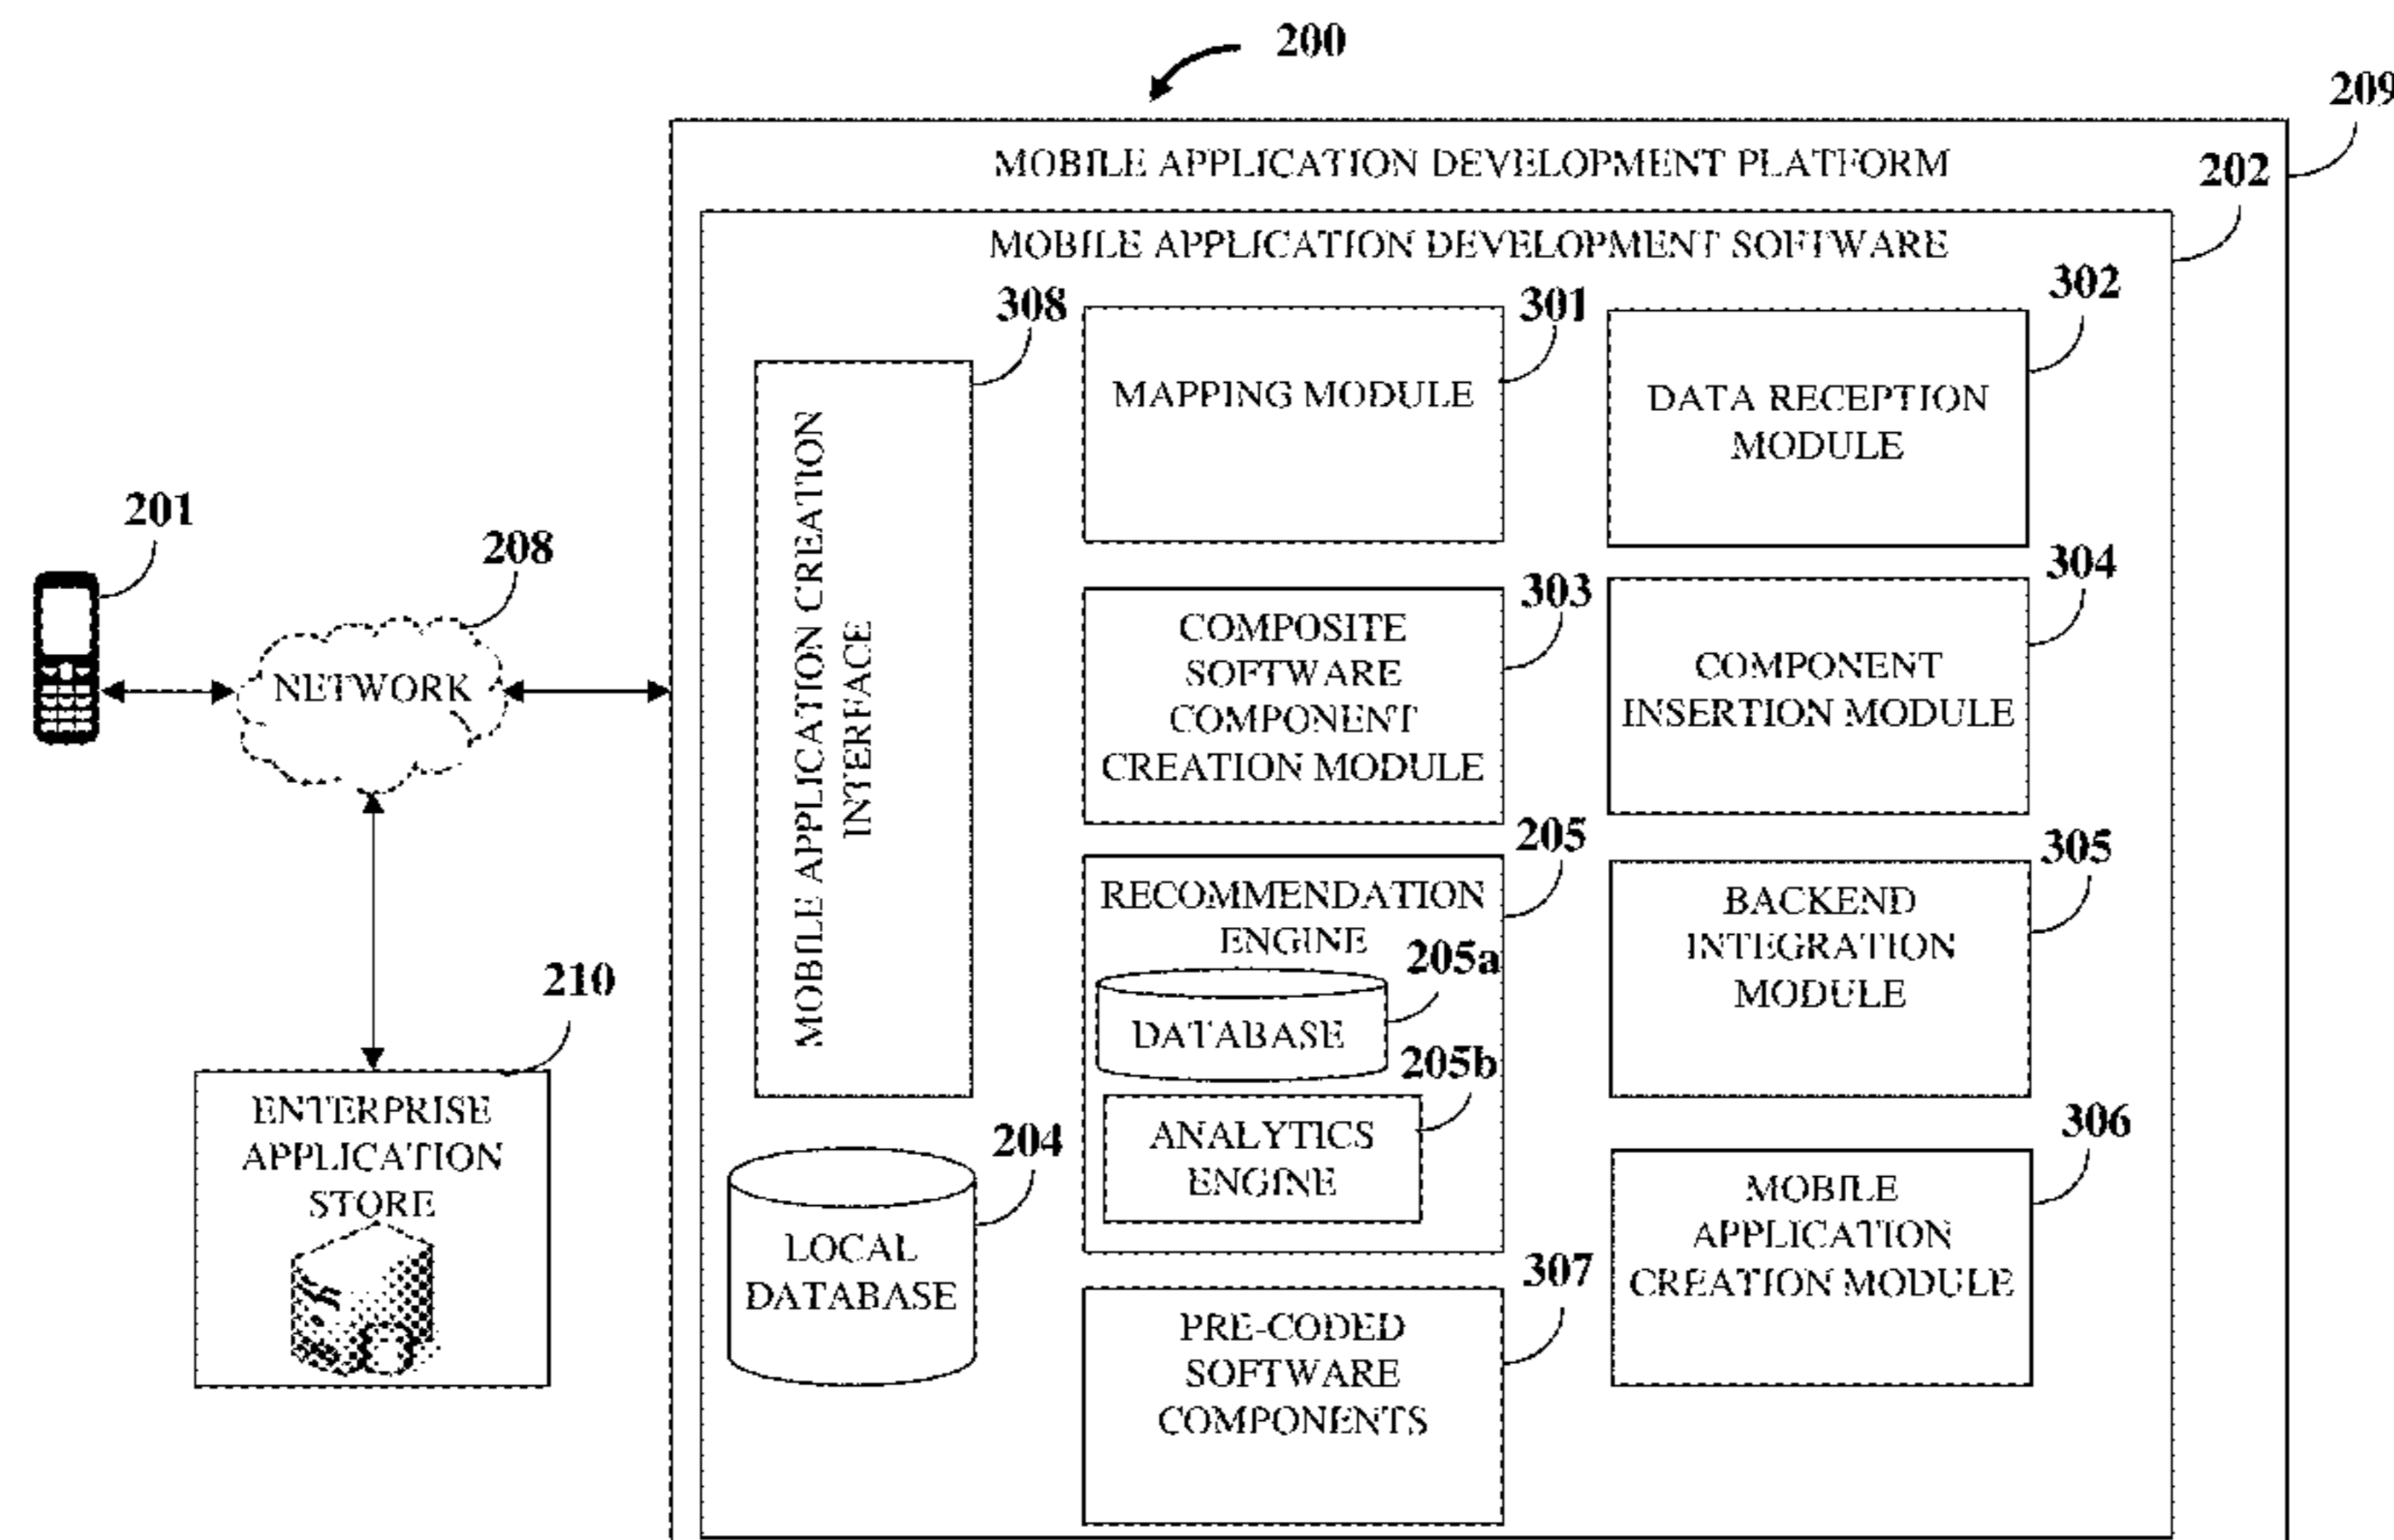 200
209
MOBILE APPLICATION DEVELOPMENT PLATFORM
202
MOBILE APPLICATION DEVELOPMENT SOFTWARE
308
MOBILE APPLICATION CREATION
INTERFACE
301
MAPPING MODULE
302
DATA RECEPTION
MODULE
201
208
NETWORK
303
COMPOSITE
SOFTWARE
COMPONENT
CREATION MODULE
304
COMPONENT
INSERTION MODULE
205
RECOMMENDATION
ENGINE
205a
DATABASE
205b
ANALYTICS
ENGINE
305
BACKEND
INTEGRATION
MODULE
210
ENTERPRISE
APPLICATION
STORE
204
LOCAL
DATABASE
306
MOBILE
APPLICATION
CREATION MODULE
307
PRE-CODED
SOFTWARE
COMPONENTS